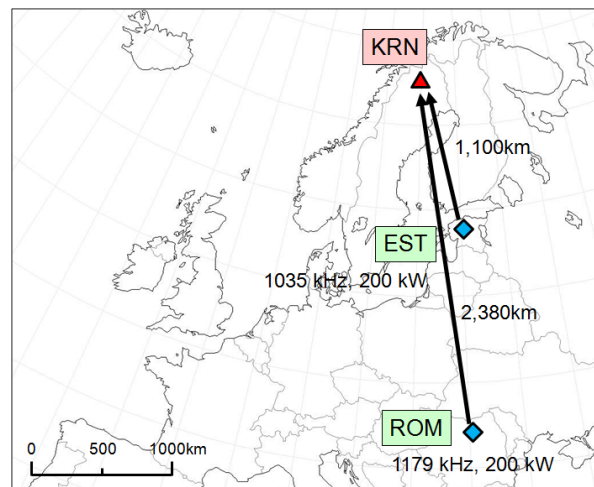 KRN
1,100km
EST
1035 kHz, 200 kW
2,380km
ROM
0 500 1000km
1179 kHz, 200 kW